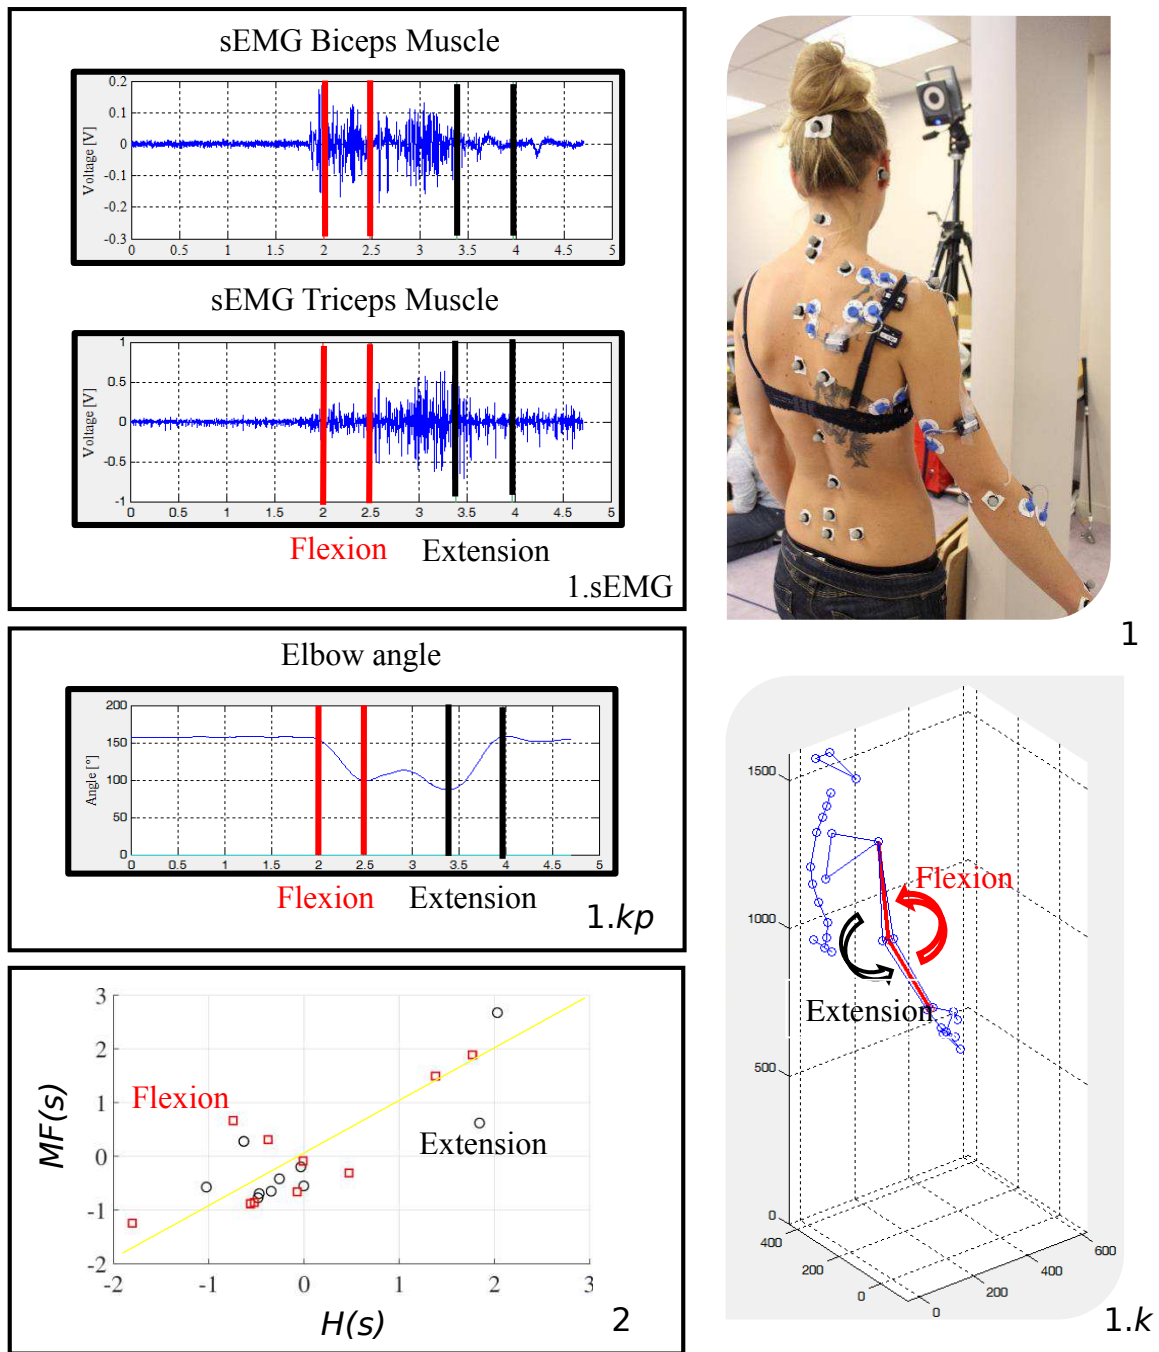 sEMG Biceps Muscle
Voltage [V]
0.2
0.1
0
-0.1
-0.2
-0.3
0 0.5 1 1.5 2 2.5 3 3.5 4 4.5 5
sEMG Triceps Muscle
Voltage [V]
1
0.5
0
-0.5
-1
0 0.5 1 1.5 2 2.5 3 3.5 4 4.5 5
Flexion Extension
1.sEMG
1
Elbow angle
Angle [°]
200
150
100
50
0
0 0.5 1 1.5 2 2.5 3 3.5 4 4.5 5
Flexion Extension
1.kp
MF(s)
3
2
1
0
-1
-2
-2 -1 0 1 2 3
Flexion
Extension
H(s)
2
1500
1000
500
0
400
200
0
0
200
400
600
Flexion
Extension
1.k